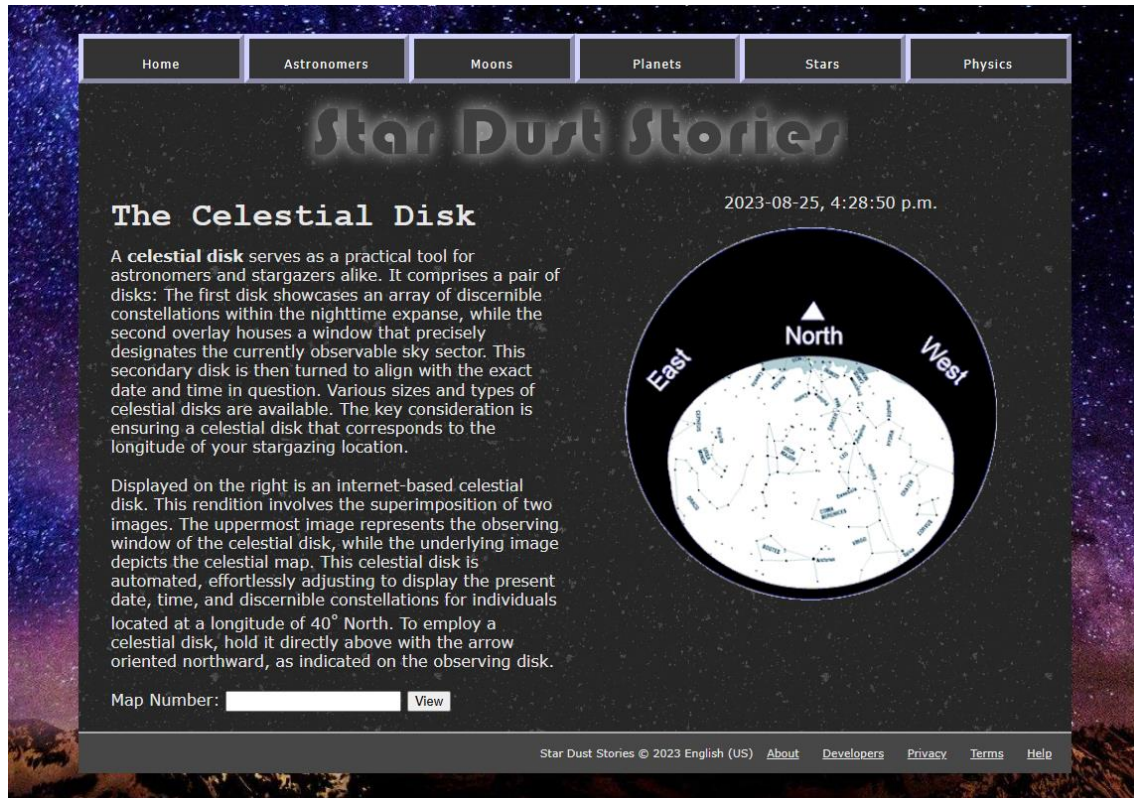 Home Astronomers Moons Planets Stars Physics
Star Dust Stories
The Celestial Disk
A celestial disk serves as a practical tool for
astronomers and stargazers alike. It comprises a pair of
disks: The first disk showcases an array of discernible
constellations within the nighttime expanse, while the
second overlay houses a window that precisely
designates the currently observable sky sector. This
secondary disk is then turned to align with the exact
date and time in question. Various sizes and types of
celestial disks are available. The key consideration is
ensuring a celestial disk that corresponds to the
longitude of your stargazing location.
Displayed on the right is an internet-based celestial
disk. This rendition involves the superimposition of two
images. The uppermost image represents the observing
window of the celestial disk, while the underlying image
depicts the celestial map. This celestial disk is
automated, effortlessly adjusting to display the present
date, time, and discernible constellations for individuals
located at a longitude of 40° North. To employ a
celestial disk, hold it directly above with the arrow
oriented northward, as indicated on the observing disk.
Map Number: View
2023-08-25, 4:28:50 p.m.
North
East
West
LEO
COMA
BERENICES
VIRGO
BOOTES
Star Dust Stories © 2023 English (US) About Developers Privacy Terms Help